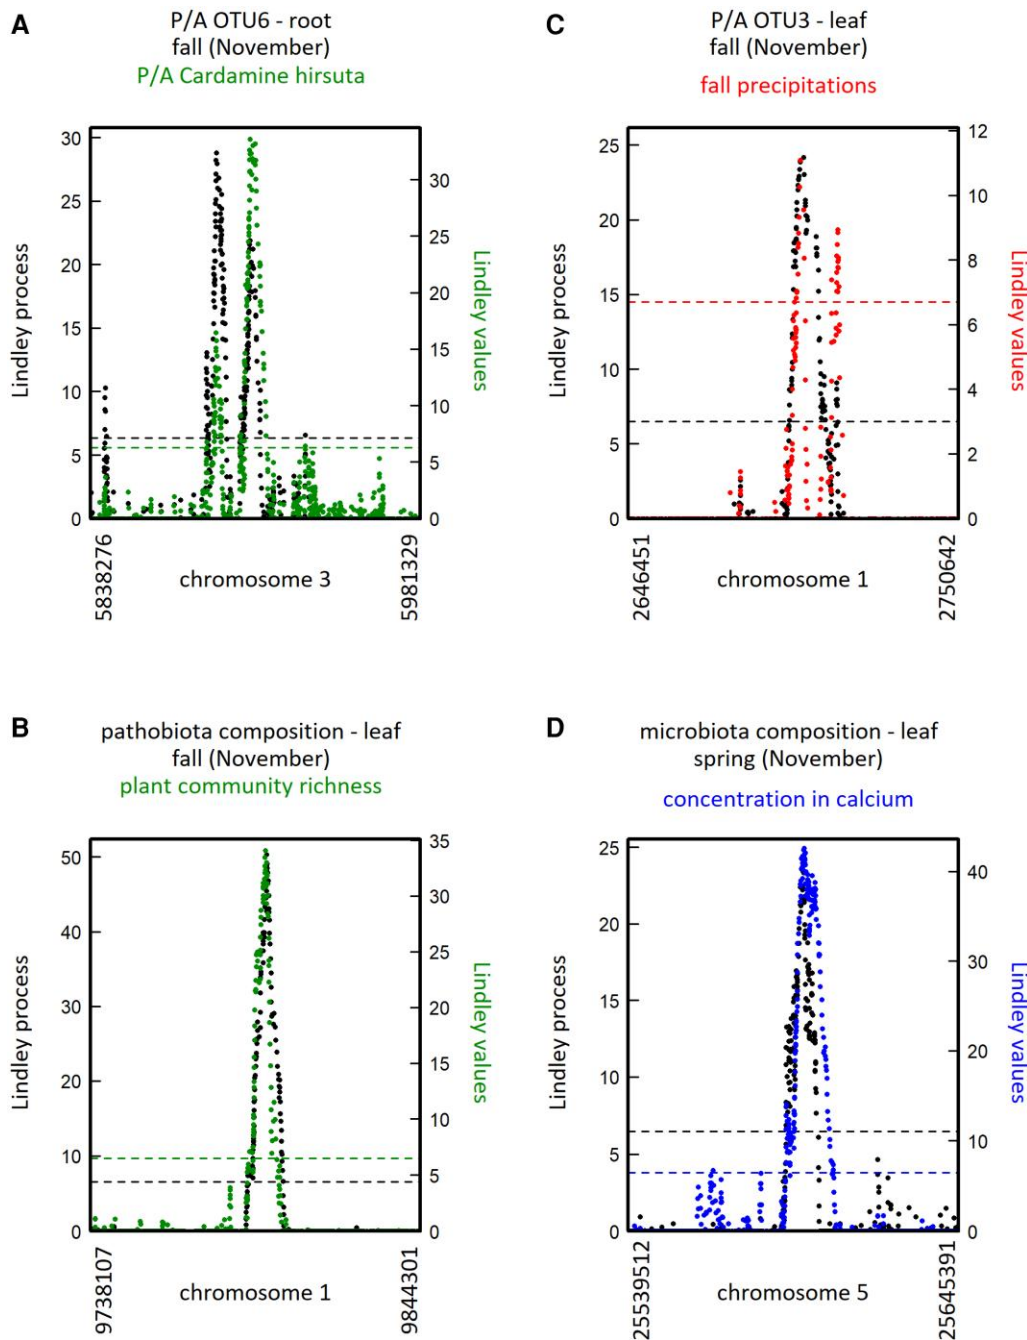 A
P/A OTU6 - root
fall (November)
P/A Cardamine hirsuta
30
25
20
15
10
5
0
30
25
20
15
10
5
0
Lindley process
Lindley values
5838276
chromosome 3
5981329
C
P/A OTU3 - leaf
fall (November)
fall precipitations
25
20
15
10
5
0
12
10
8
6
4
2
0
Lindley process
Lindley values
2646451
chromosome 1
2750642
B
pathobiota composition - leaf
fall (November)
plant community richness
50
40
30
20
10
0
35
30
25
20
15
10
5
0
Lindley process
Lindley values
9738107
chromosome 1
9844301
D
microbiota composition - leaf
spring (November)
concentration in calcium
25
20
15
10
5
0
40
30
20
10
0
Lindley process
Lindley values
25539512
chromosome 5
25645391